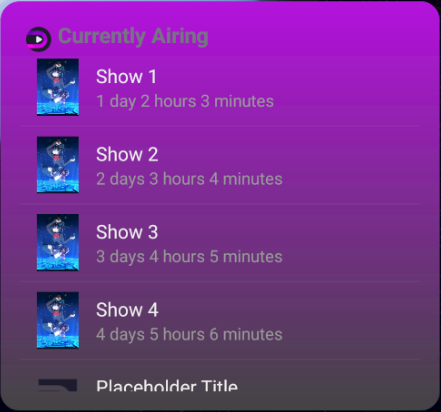 Currently Airing
Show 1
1 day 2 hours 3 minutes
Show 2
2 days 3 hours 4 minutes
Show 3
3 days 4 hours 5 minutes
Show 4
4 days 5 hours 6 minutes
Placeholder Title